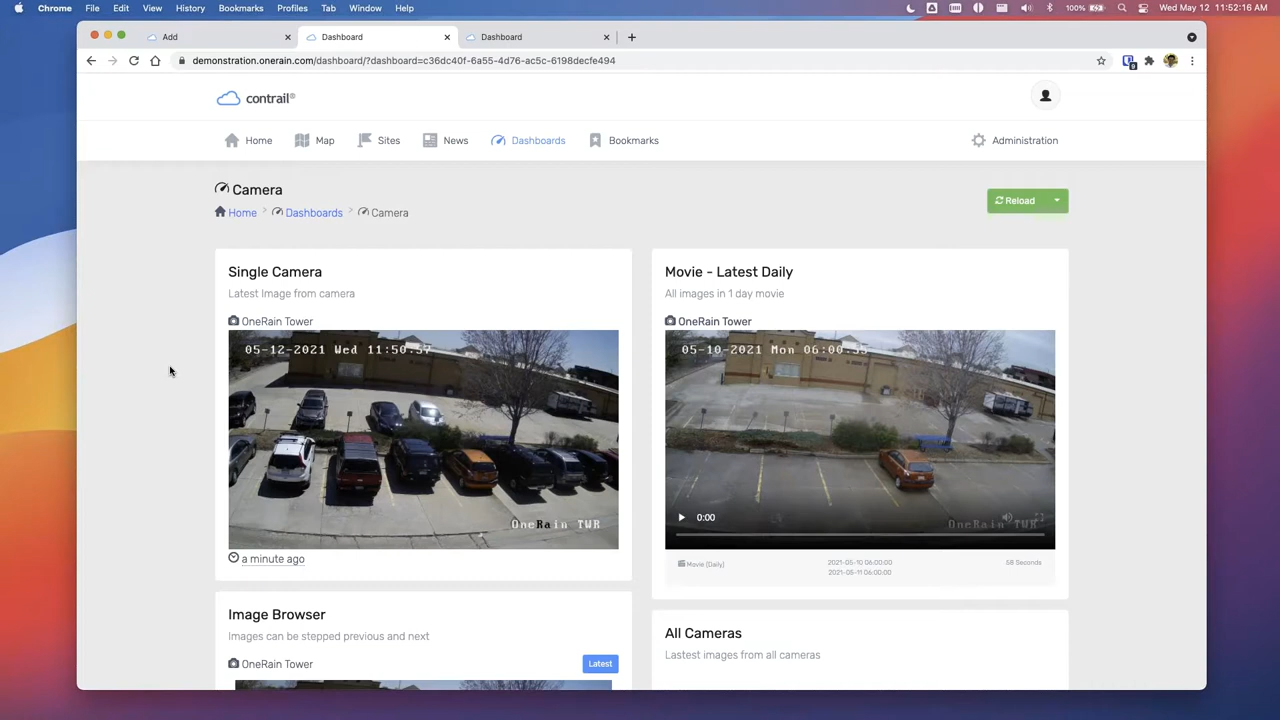 Chrome File Edit View History Bookmarks Profiles Tab Window Help 100% Wed May 12 11:52:16 AM
Add Dashboard Dashboard
demonstration.onerain.com/dashboard/?dashboard=c36dc40f-6a55-4d76-ac5c-6198decfe494
contrail®
Home Map Sites News Dashboards Bookmarks Administration
Camera
Home > Dashboards > Camera
Reload
Single Camera
Latest Image from camera
OneRain Tower
05-12-2021 Wed 11:50:37
OneRain TWR
a minute ago
Movie - Latest Daily
All images in 1 day movie
OneRain Tower
05-10-2021 Mon 06:00:35
0:00
OneRain TWR
Movie (Daily) 2021-05-10 06:00:00 58 Seconds
2021-05-11 06:00:00
Image Browser
Images can be stepped previous and next
OneRain Tower Latest
All Cameras
Lastest images from all cameras